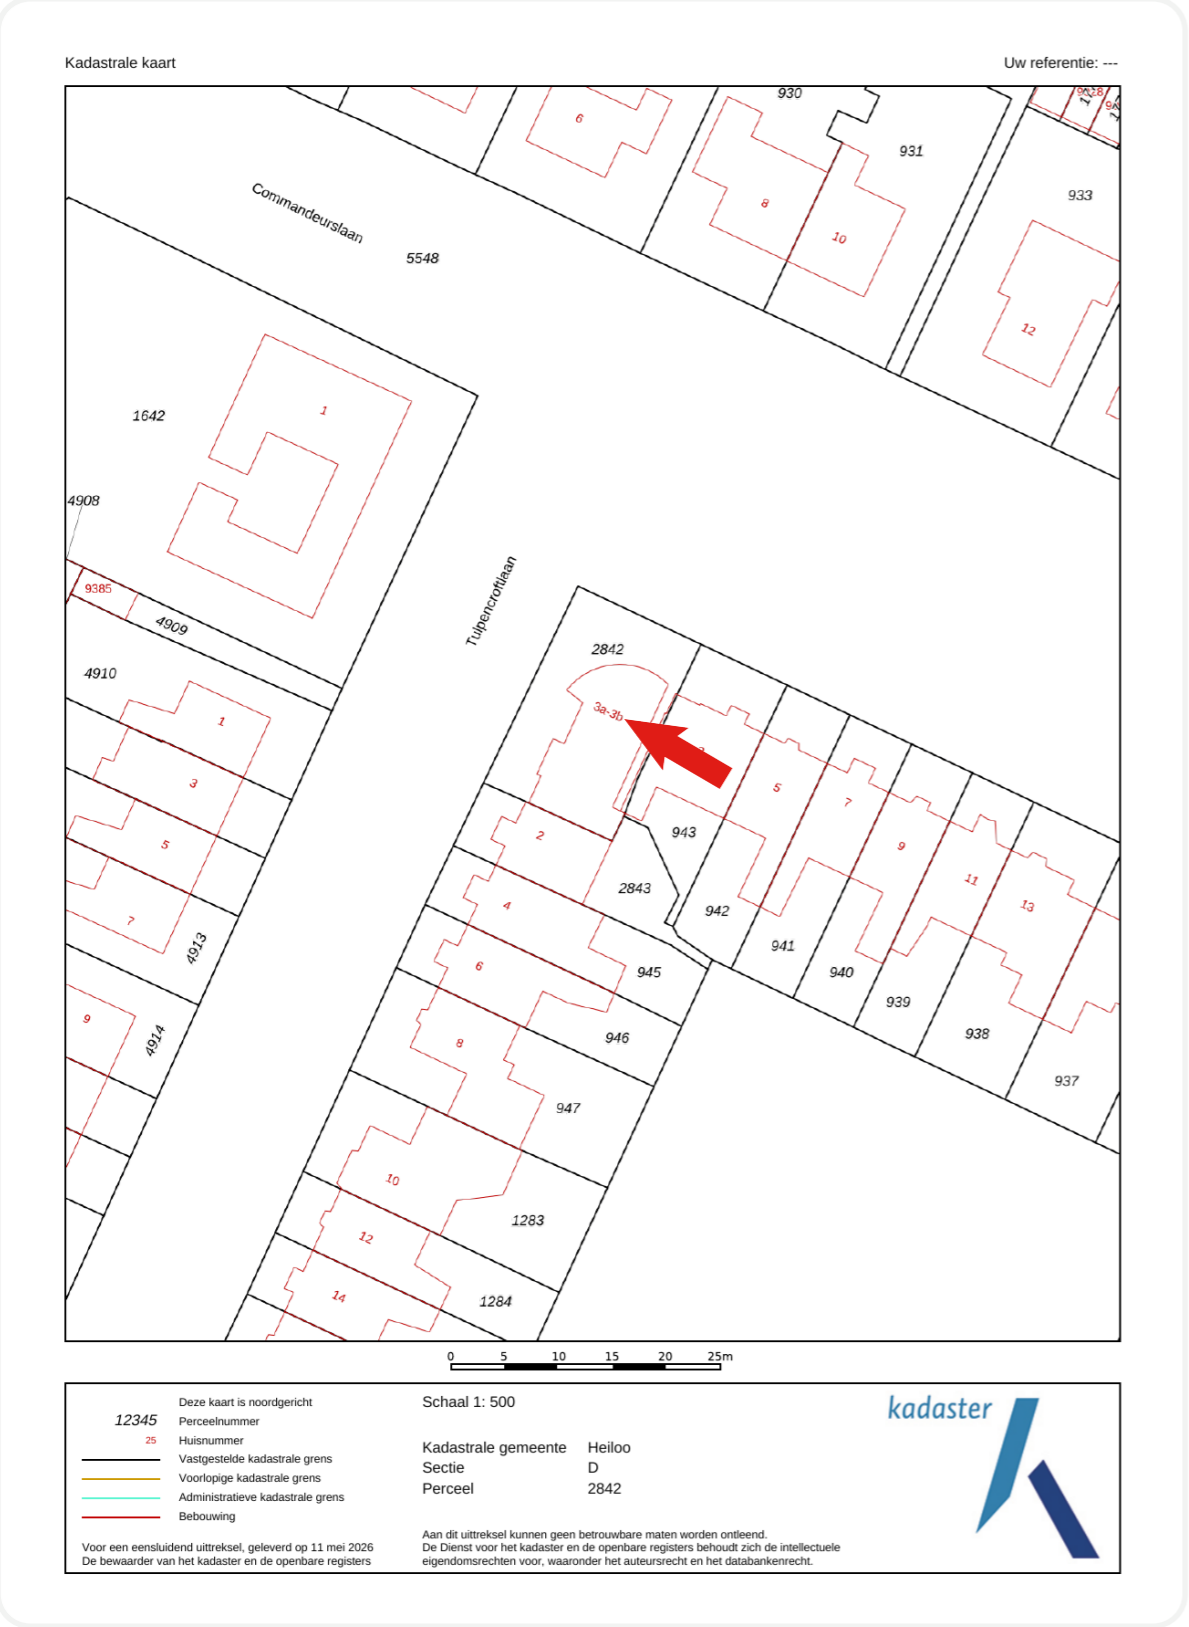 Kadastrale kaart
Uw referentie: ---
930
6
931
933
8
10
12
Commandeurslaan
5548
1
1642
4908
9385
4909
Tulpencroftlaan
4910
2842
3a-3b
1
3
5
7
5
7
9
11
13
943
2
2843
942
4
941
940
939
938
937
4913
6
945
946
9
4914
8
947
10
1283
12
1284
14
0 5 10 15 20 25m
Deze kaart is noordgericht
12345 Perceelnummer
25 Huisnummer
Vastgestelde kadastrale grens
Voorlopige kadastrale grens
Administratieve kadastrale grens
Bebouwing
Voor een eensluidend uittreksel, geleverd op 11 mei 2026
De bewaarder van het kadaster en de openbare registers
Schaal 1: 500
Kadastrale gemeente Heiloo
Sectie D
Perceel 2842
Aan dit uittreksel kunnen geen betrouwbare maten worden ontleend.
De Dienst voor het kadaster en de openbare registers behoudt zich de intellectuele
eigendomsrechten voor, waaronder het auteursrecht en het databankenrecht.
kadaster